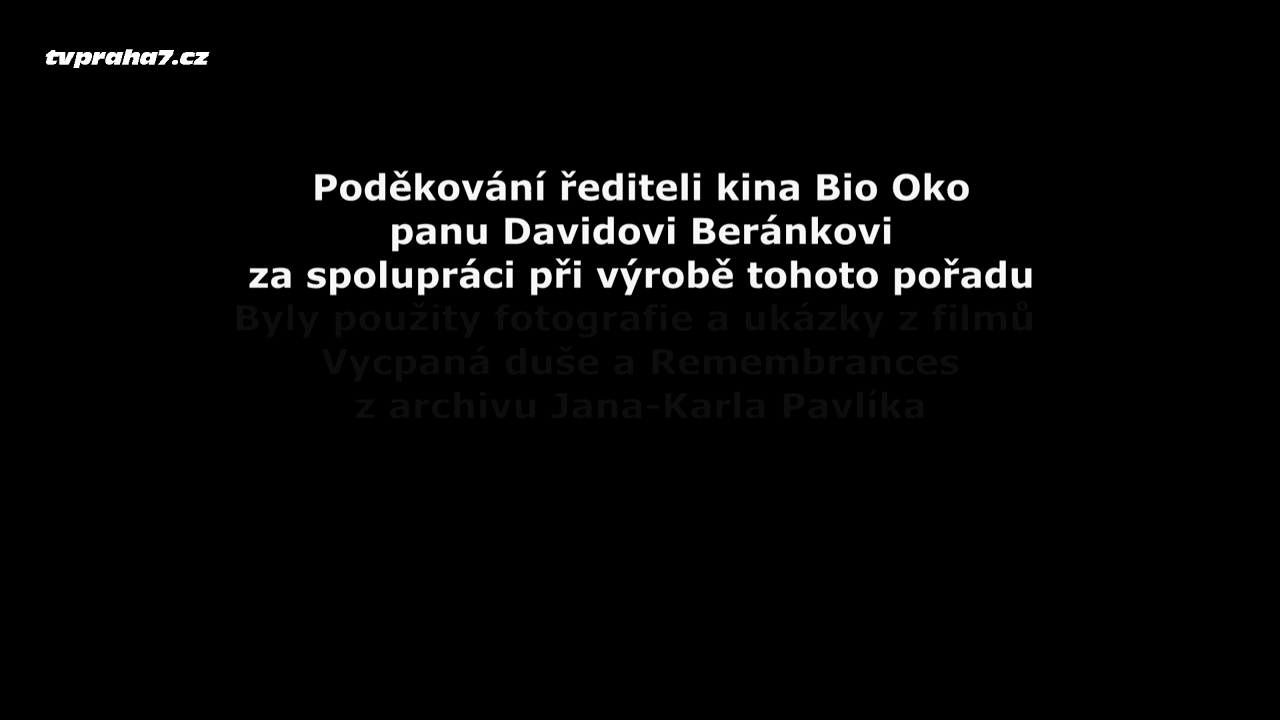 tvpraha7.cz
Poděkování řediteli kina Bio Oko
panu Davidovi Beránkovi
za spolupráci při výrobě tohoto pořadu
Byly použity fotografie a ukázky z filmů
Vycpaná duše a Remembrances
z archivu Jana-Karla Pavlíka